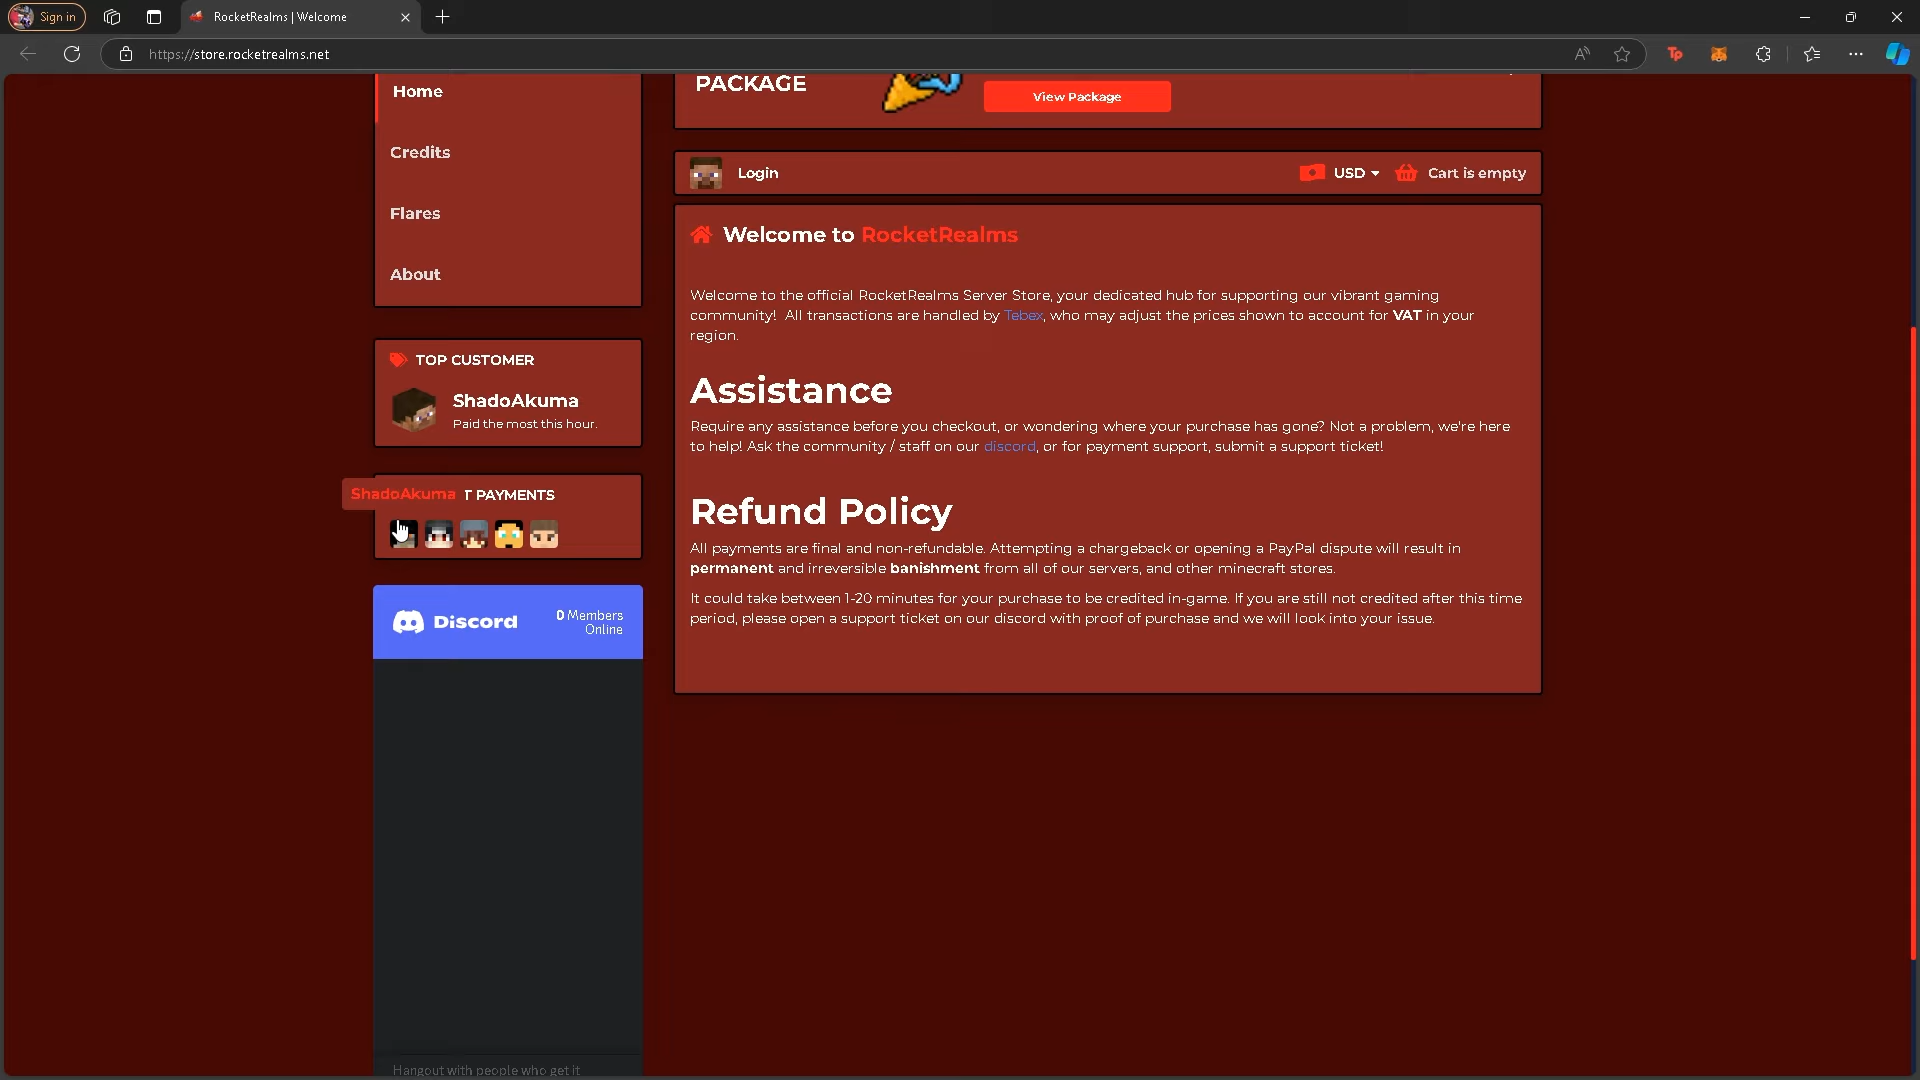 Sign in
RocketRealms | Welcome
https://store.rocketrealms.net
Home
Credits
Flares
About
TOP CUSTOMER
ShadoAkuma
Paid the most this hour.
ShadoAkuma
T PAYMENTS
Discord
0 Members
Online
Hangout with people who get it
PACKAGE
View Package
Login
USD
Cart is empty
Welcome to RocketRealms
Welcome to the official RocketRealms Server Store, your dedicated hub for supporting our vibrant gaming
community!  All transactions are handled by Tebex, who may adjust the prices shown to account for VAT in your
region.
Assistance
Require any assistance before you checkout, or wondering where your purchase has gone? Not a problem, we're here
to help! Ask the community / staff on our discord, or for payment support, submit a support ticket!
Refund Policy
All payments are final and non-refundable. Attempting a chargeback or opening a PayPal dispute will result in
permanent and irreversible banishment from all of our servers, and other minecraft stores.
It could take between 1-20 minutes for your purchase to be credited in-game. If you are still not credited after this time
period, please open a support ticket on our discord with proof of purchase and we will look into your issue.